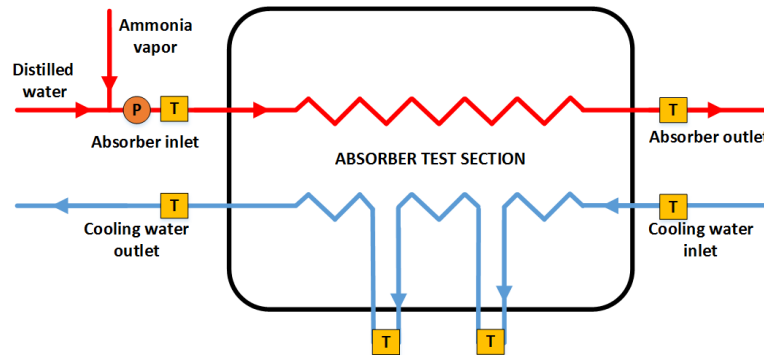 Ammonia
vapor
Distilled
water
P
T
T
Absorber inlet
Absorber outlet
ABSORBER TEST SECTION
T
T
Cooling water
outlet
Cooling water
inlet
T
T